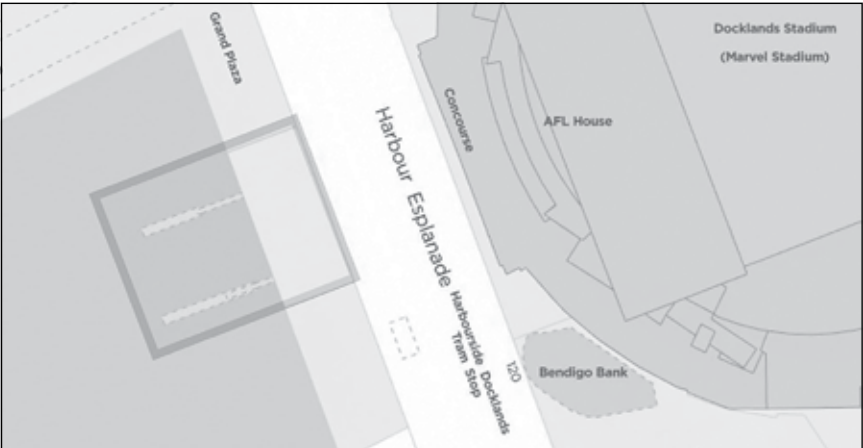 Grand Plaza
Docklands Stadium
(Marvel Stadium)
Concourse
AFL House
Harbour Esplanade
Harbourside Docklands
Tram Stop
120
Bendigo Bank